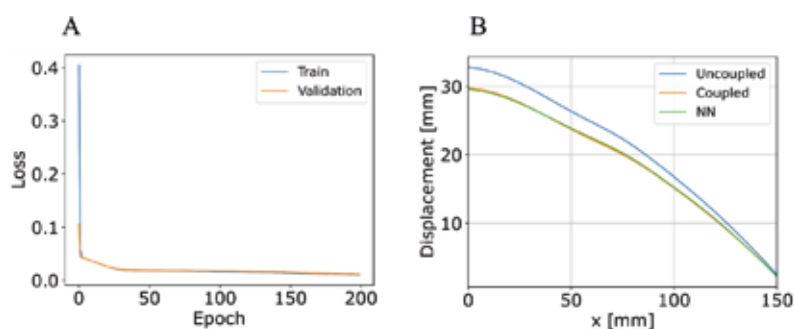 A
0.4
0.3
0.2
0.1
0.0
Loss
Train
Validation
0
50
100
150
200
Epoch
B
30
20
10
Displacement [mm]
Uncoupled
Coupled
NN
0
50
100
150
x [mm]